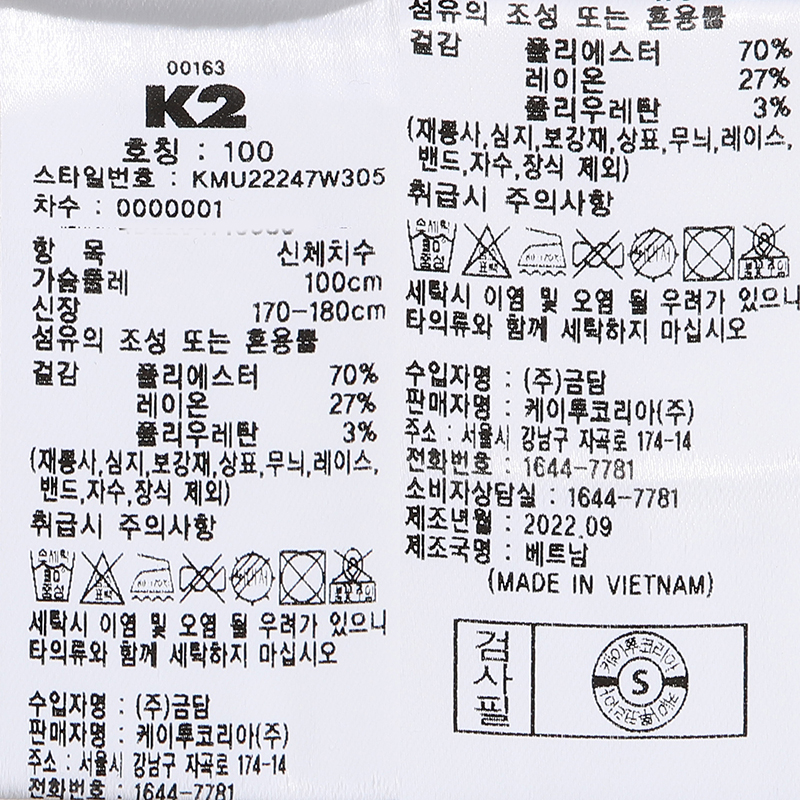 00163
K2
호칭 : 100
스타일번호 : KMU22247W305
차수 : 0000001
항 목 신체치수
가슴둘레 100cm
신장 170-180cm
섬유의 조성 또는 혼용률
겉감 폴리에스터 70%
레이온 27%
폴리우레탄 3%
(재봉사,심지,보강재,상표,무늬,레이스,
밴드,자수,장식 제외)
취급시 주의사항
손세탁
중성
세탁시 이염 및 오염 될 우려가 있으니
타의류와 함께 세탁하지 마십시오
수입자명 : (주)금담
판매자명 : 케이투코리아(주)
주소 : 서울시 강남구 자곡로 174-14
전화번호 : 1644-7781
섬유의 조성 또는 혼용률
겉감 폴리에스터 70%
레이온 27%
폴리우레탄 3%
(재봉사,심지,보강재,상표,무늬,레이스,
밴드,자수,장식 제외)
취급시 주의사항
손세탁
중성
세탁시 이염 및 오염 될 우려가 있으니
타의류와 함께 세탁하지 마십시오
수입자명 : (주)금담
판매자명 : 케이투코리아(주)
주소 : 서울시 강남구 자곡로 174-14
전화번호 : 1644-7781
소비자상담실 : 1644-7781
제조년월 : 2022.09
제조국명 : 베트남
(MADE IN VIETNAM)
검사필
케이투코리아
S
케이투코리아